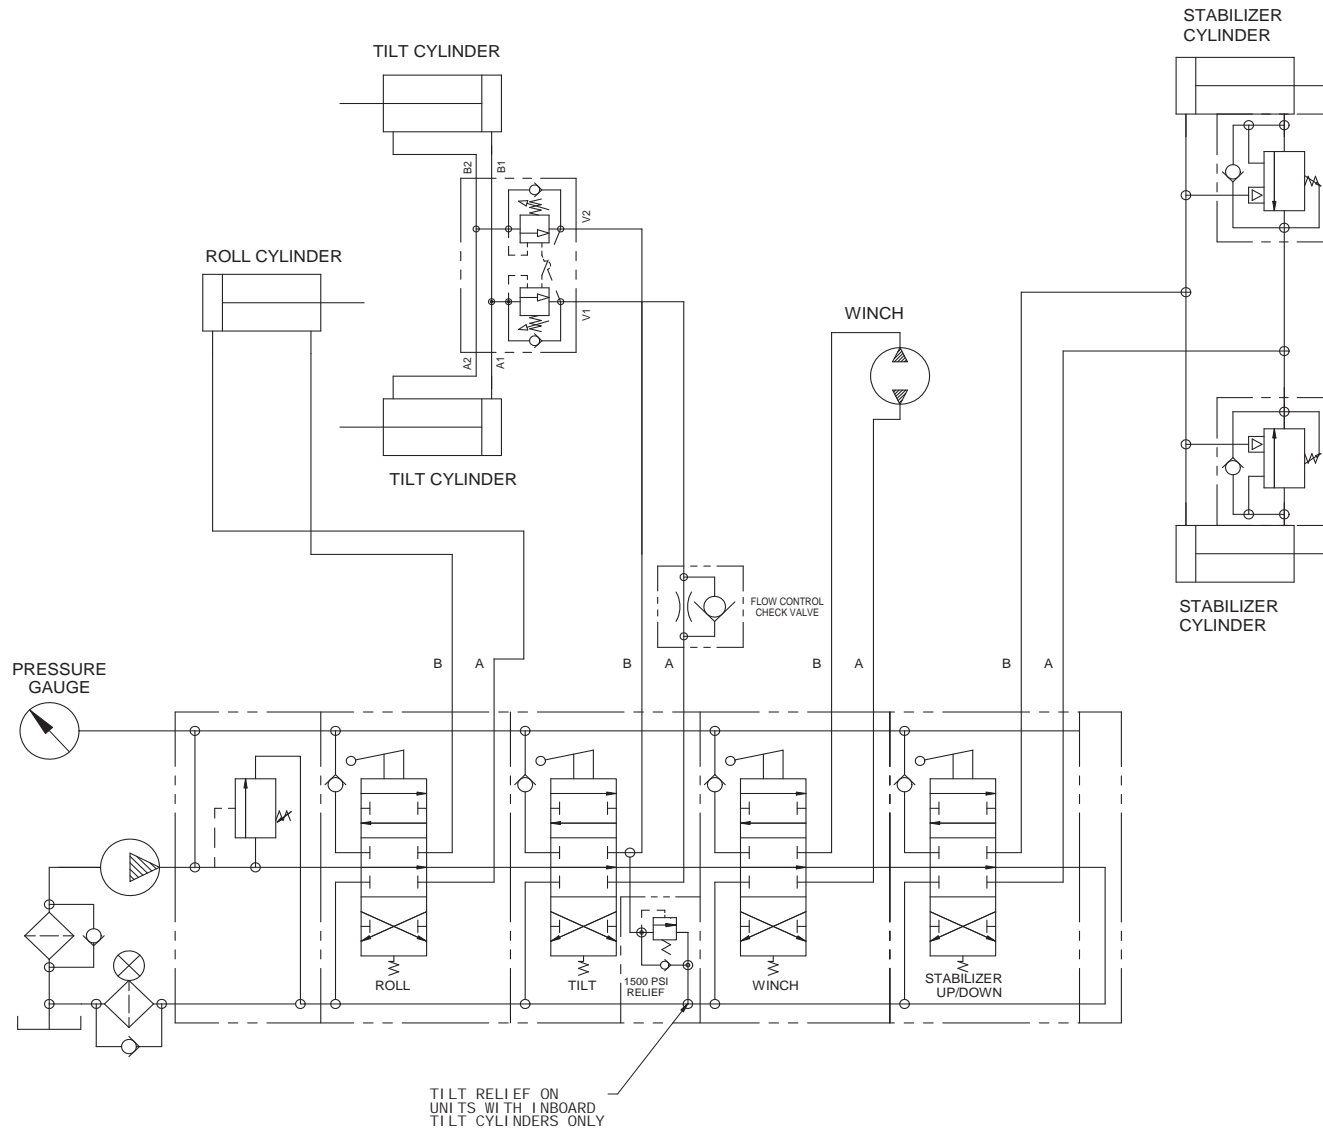 STABILIZER
CYLINDER
TILT CYLINDER
B2
B1
V2
ROLL CYLINDER
V1
WINCH
A2
A1
TILT CYLINDER
FLOW CONTROL
CHECK VALVE
STABILIZER
CYLINDER
PRESSURE
GAUGE
B
A
B
A
B
A
B
A
ROLL
TILT
1500 PSI
RELIEF
WINCH
STABILIZER
UP/DOWN
TILT RELIEF ON
UNITS WITH INBOARD
TILT CYLINDERS ONLY